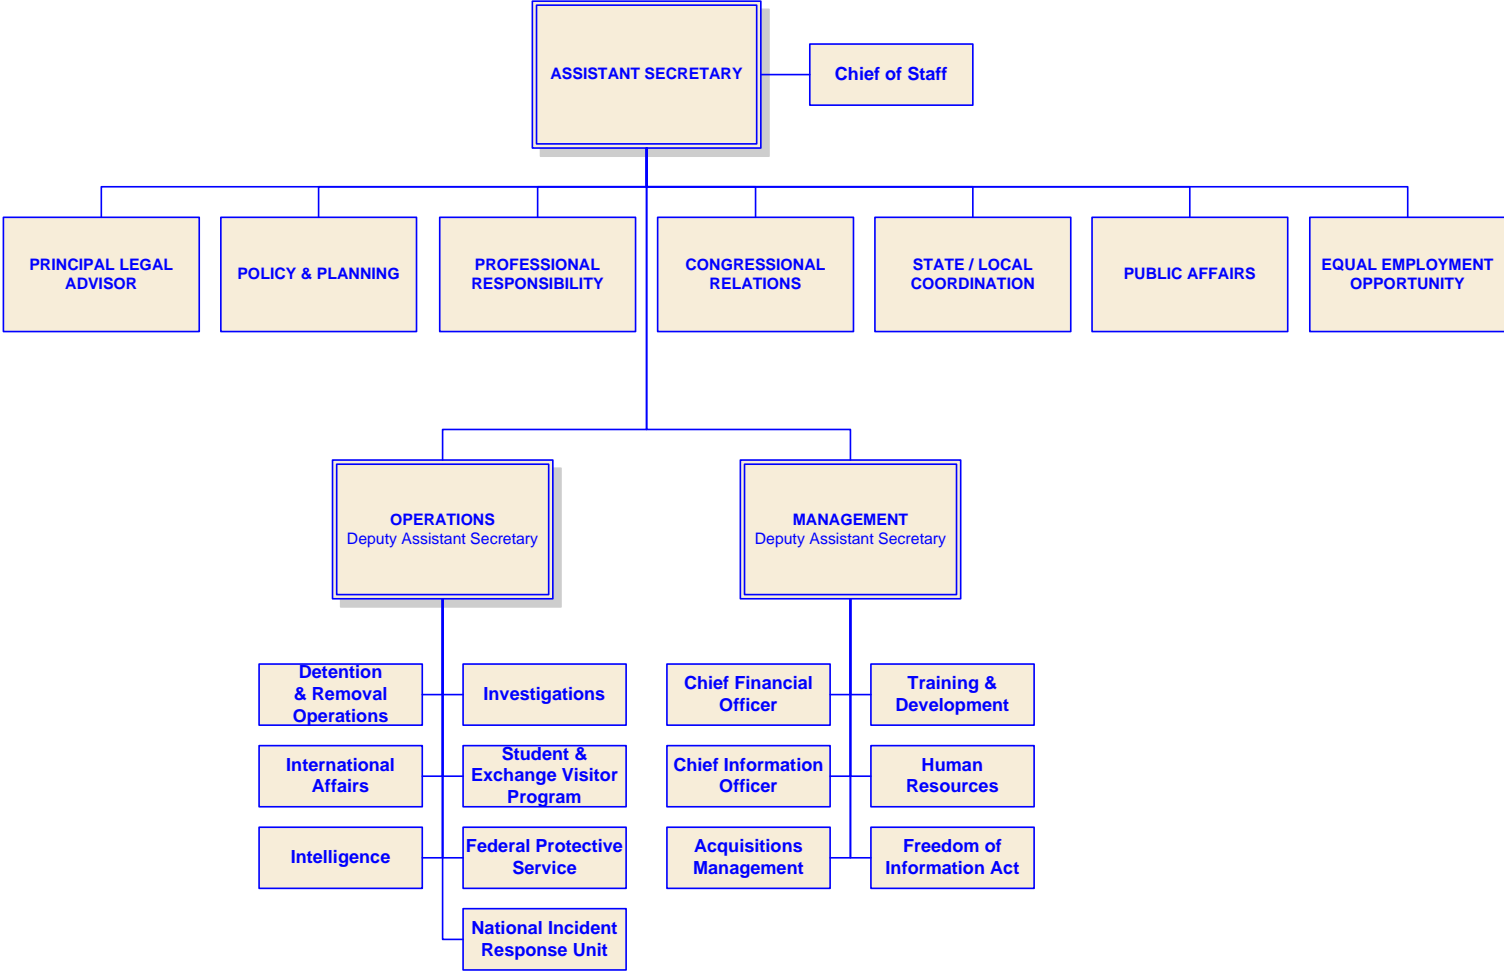 ASSISTANT SECRETARY
Chief of Staff
PRINCIPAL LEGAL
ADVISOR
POLICY & PLANNING
PROFESSIONAL
RESPONSIBILITY
CONGRESSIONAL
RELATIONS
STATE / LOCAL
COORDINATION
PUBLIC AFFAIRS
EQUAL EMPLOYMENT
OPPORTUNITY
OPERATIONS
Deputy Assistant Secretary
MANAGEMENT
Deputy Assistant Secretary
Detention
& Removal
Operations
Investigations
Chief Financial
Officer
Training &
Development
International
Affairs
Student &
Exchange Visitor
Program
Chief Information
Officer
Human
Resources
Intelligence
Federal Protective
Service
Acquisitions
Management
Freedom of
Information Act
National Incident
Response Unit